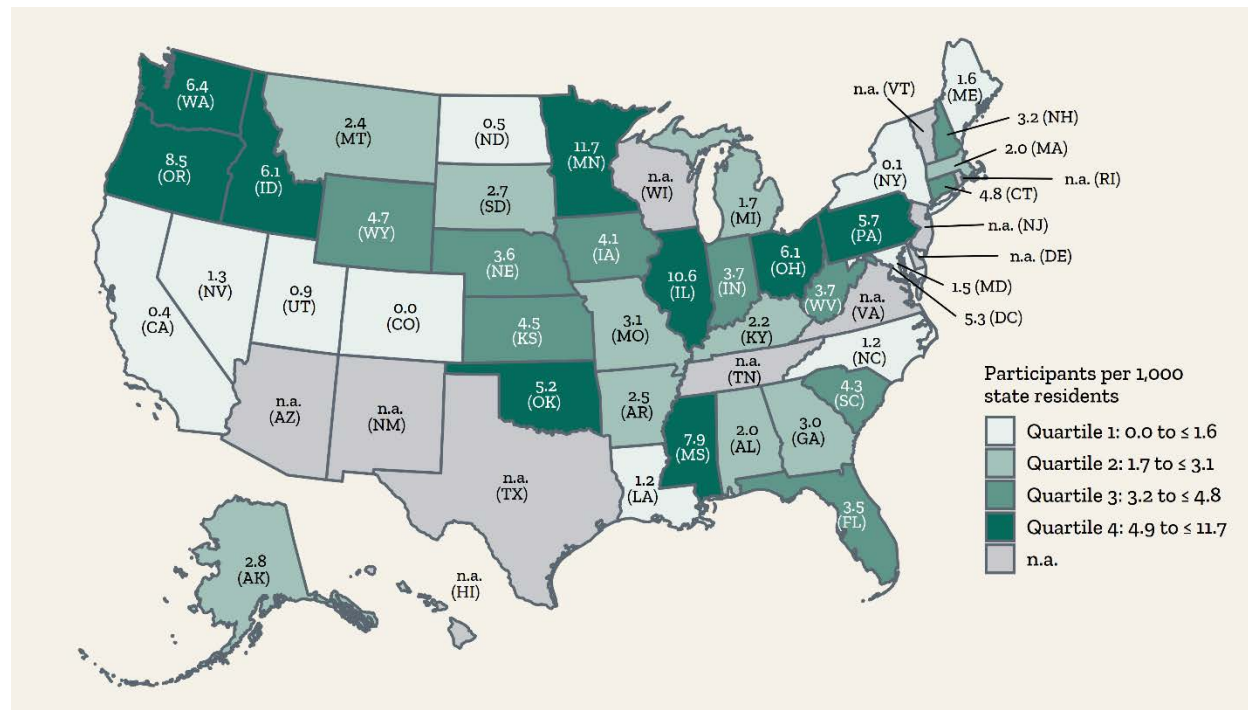 6.4
(WA)
2.4
(MT)
0.5
(ND)
11.7
(MN)
n.a. (VT)
1.6
(ME)
3.2 (NH)
2.0 (MA)
n.a. (RI)
4.8 (CT)
n.a. (NJ)
n.a. (DE)
1.5 (MD)
5.3 (DC)
8.5
(OR)
6.1
(ID)
4.7
(WY)
2.7
(SD)
n.a.
(WI)
1.7
(MI)
0.1
(NY)
5.7
(PA)
0.4
(CA)
1.3
(NV)
0.9
(UT)
0.0
(CO)
3.6
(NE)
4.1
(IA)
10.6
(IL)
3.7
(IN)
6.1
(OH)
3.7
(WV)
n.a.
(VA)
4.5
(KS)
3.1
(MO)
2.2
(KY)
1.2
(NC)
n.a.
(TN)
n.a.
(AZ)
n.a.
(NM)
5.2
(OK)
2.5
(AR)
7.9
(MS)
2.0
(AL)
3.0
(GA)
4.3
(SC)
n.a.
(TX)
1.2
(LA)
3.5
(FL)
2.8
(AK)
n.a.
(HI)
Participants per 1,000
state residents
Quartile 1: 0.0 to ≤ 1.6
Quartile 2: 1.7 to ≤ 3.1
Quartile 3: 3.2 to ≤ 4.8
Quartile 4: 4.9 to ≤ 11.7
n.a.